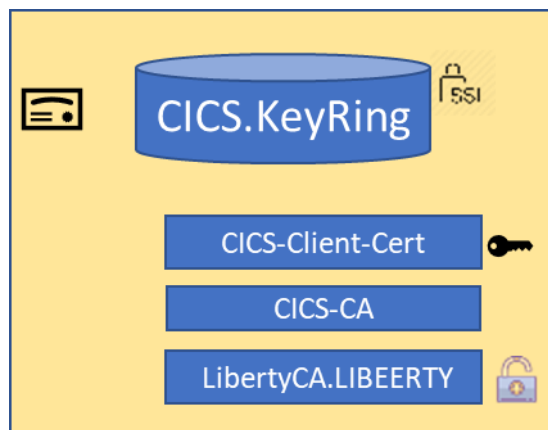 CICS.KeyRing
SSl
CICS-Client-Cert
CICS-CA
LibertyCA.LIBEERTY